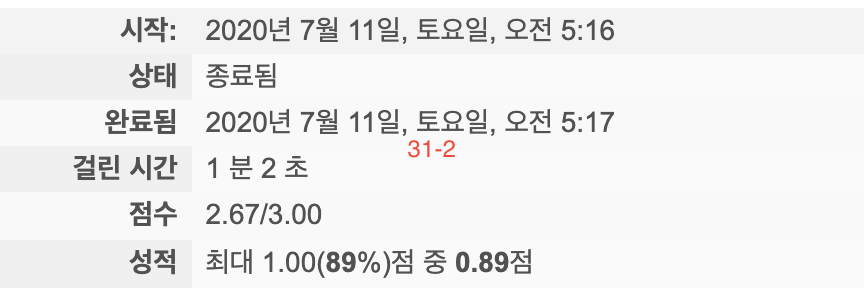 시작: 2020년 7월 11일, 토요일, 오전 5:16
상태 종료됨
완료됨 2020년 7월 11일, 토요일, 오전 5:17
31-2
걸린 시간 1 분 2 초
점수 2.67/3.00
성적 최대 1.00(89%)점 중 0.89점